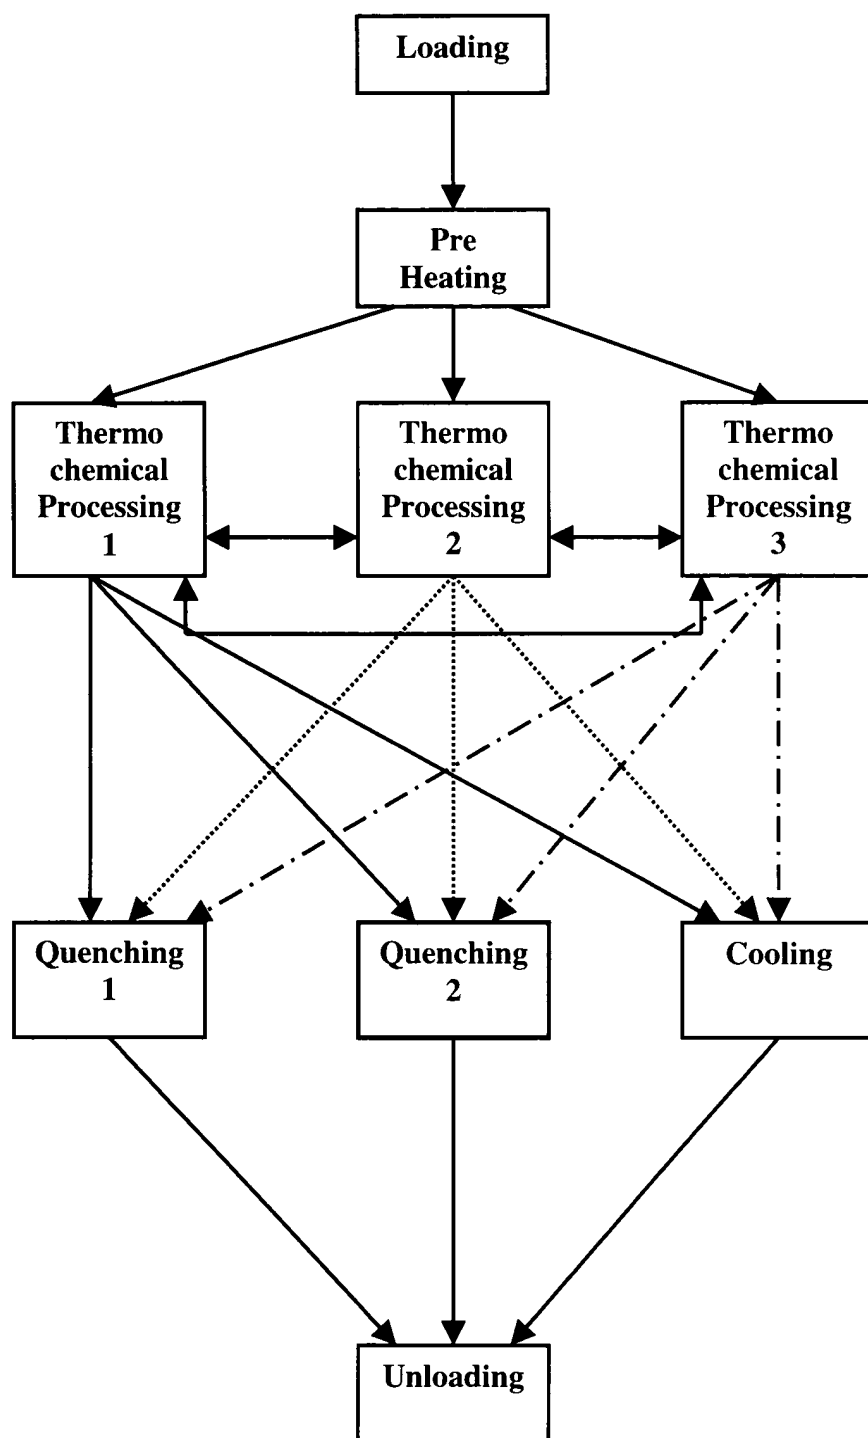 Loading
Pre
Heating
Thermo
chemical
Processing
1
Thermo
chemical
Processing
2
Thermo
chemical
Processing
3
Quenching
1
Quenching
2
Cooling
Unloading